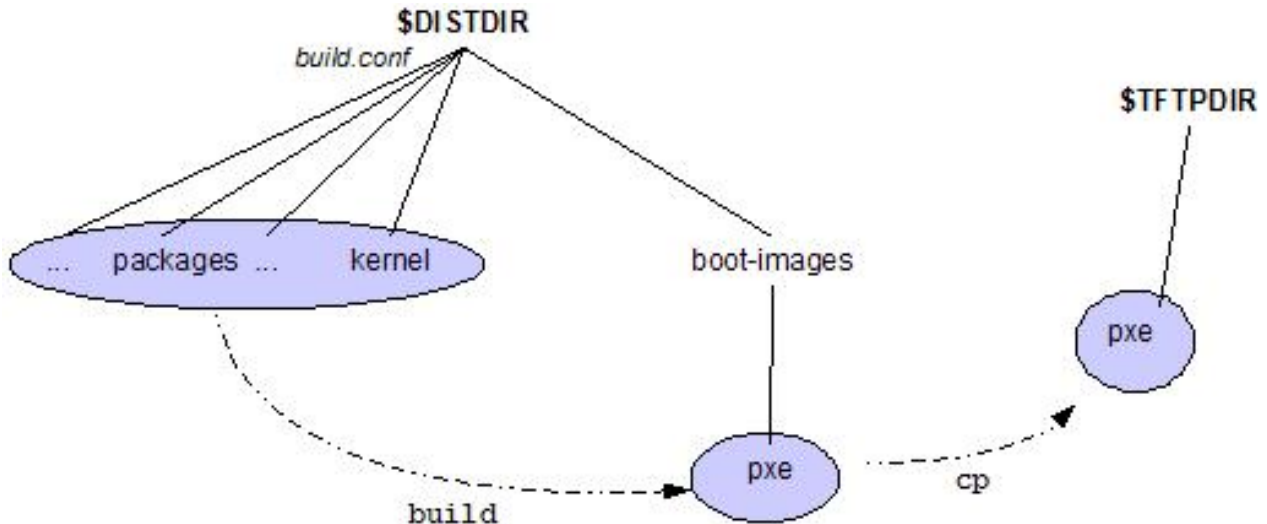 $DISTDIR
build.conf
$TFTPDIR
... packages ... kernel
boot-images
pxe
pxe
cp
build